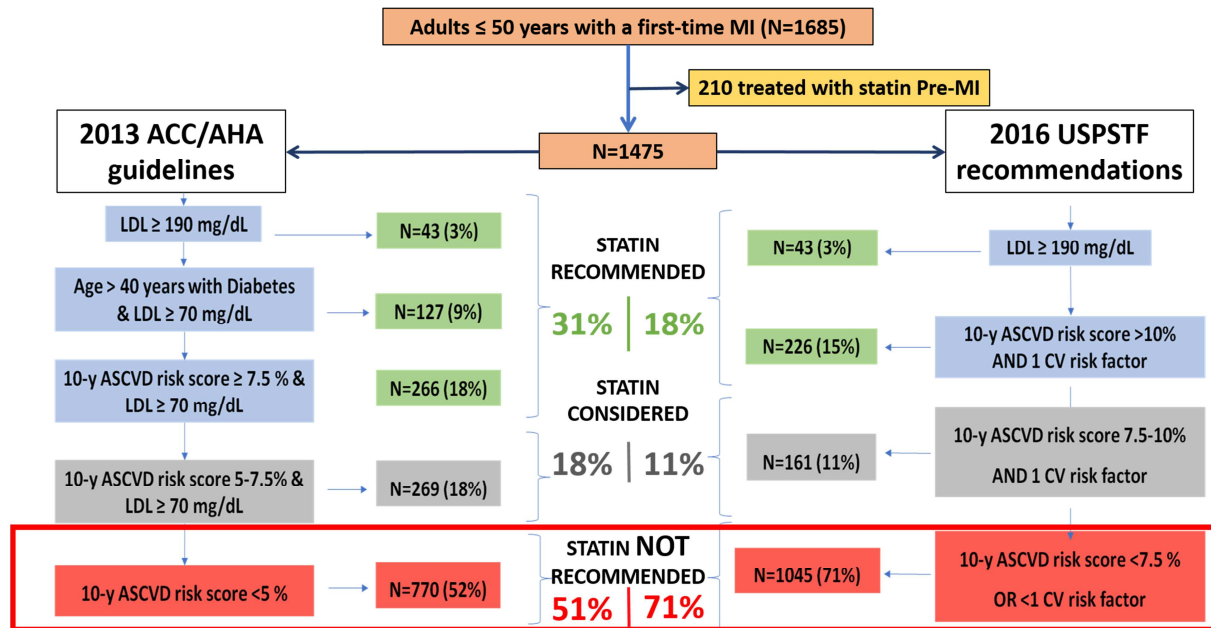 Adults ≤ 50 years with a first-time MI (N=1685)
210 treated with statin Pre-MI
N=1475
2013 ACC/AHA
guidelines
LDL ≥ 190 mg/dL
N=43 (3%)
Age > 40 years with Diabetes
& LDL ≥ 70 mg/dL
N=127 (9%)
10-y ASCVD risk score ≥ 7.5 % &
LDL ≥ 70 mg/dL
N=266 (18%)
10-y ASCVD risk score 5-7.5% &
LDL ≥ 70 mg/dL
N=269 (18%)
10-y ASCVD risk score <5 %
N=770 (52%)
STATIN
RECOMMENDED
31% 18%
STATIN
CONSIDERED
18% 11%
STATIN NOT
RECOMMENDED
51% 71%
2016 USPSTF
recommendations
N=43 (3%)
LDL ≥ 190 mg/dL
N=226 (15%)
10-y ASCVD risk score >10%
AND 1 CV risk factor
N=161 (11%)
10-y ASCVD risk score 7.5-10%
AND 1 CV risk factor
N=1045 (71%)
10-y ASCVD risk score <7.5 %
OR <1 CV risk factor